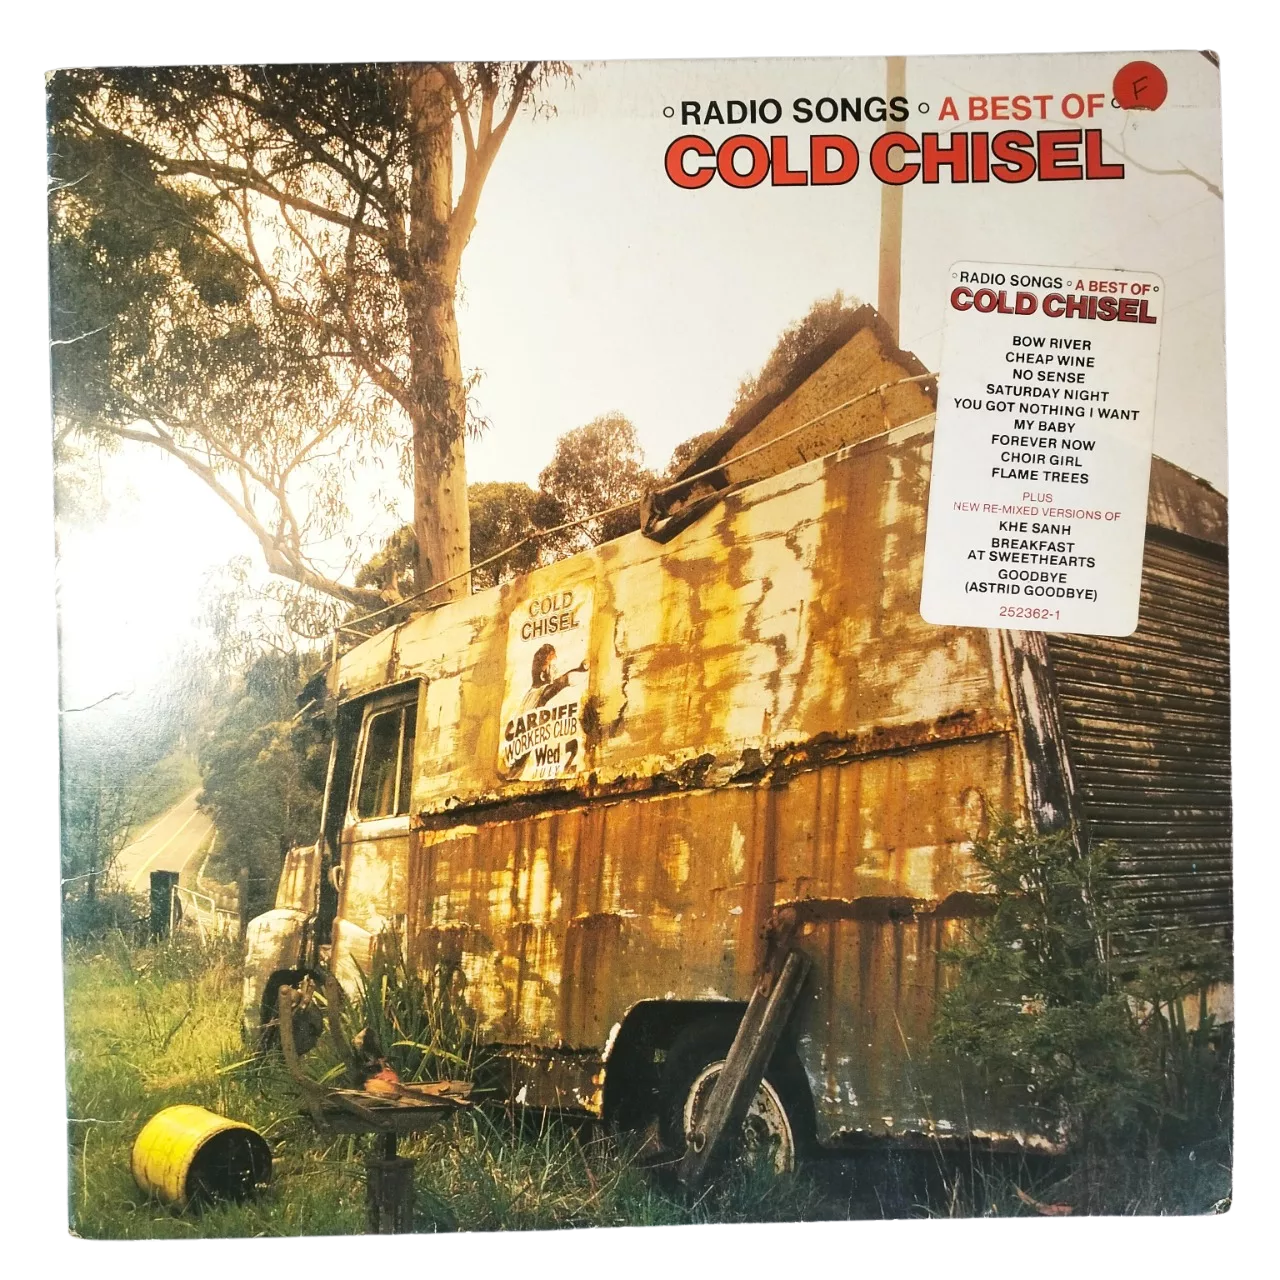 ◦ RADIO SONGS ◦ A BEST OF ◦
F
COLD CHISEL
◦ RADIO SONGS ◦ A BEST OF ◦
COLD CHISEL
BOW RIVER
CHEAP WINE
NO SENSE
SATURDAY NIGHT
YOU GOT NOTHING I WANT
MY BABY
FOREVER NOW
CHOIR GIRL
FLAME TREES
PLUS
NEW RE-MIXED VERSIONS OF
KHE SANH
BREAKFAST
AT SWEETHEARTS
GOODBYE
(ASTRID GOODBYE)
252362-1
COLD
CHISEL
CARDIFF
WORKERS CLUB
Wed 2
JULY